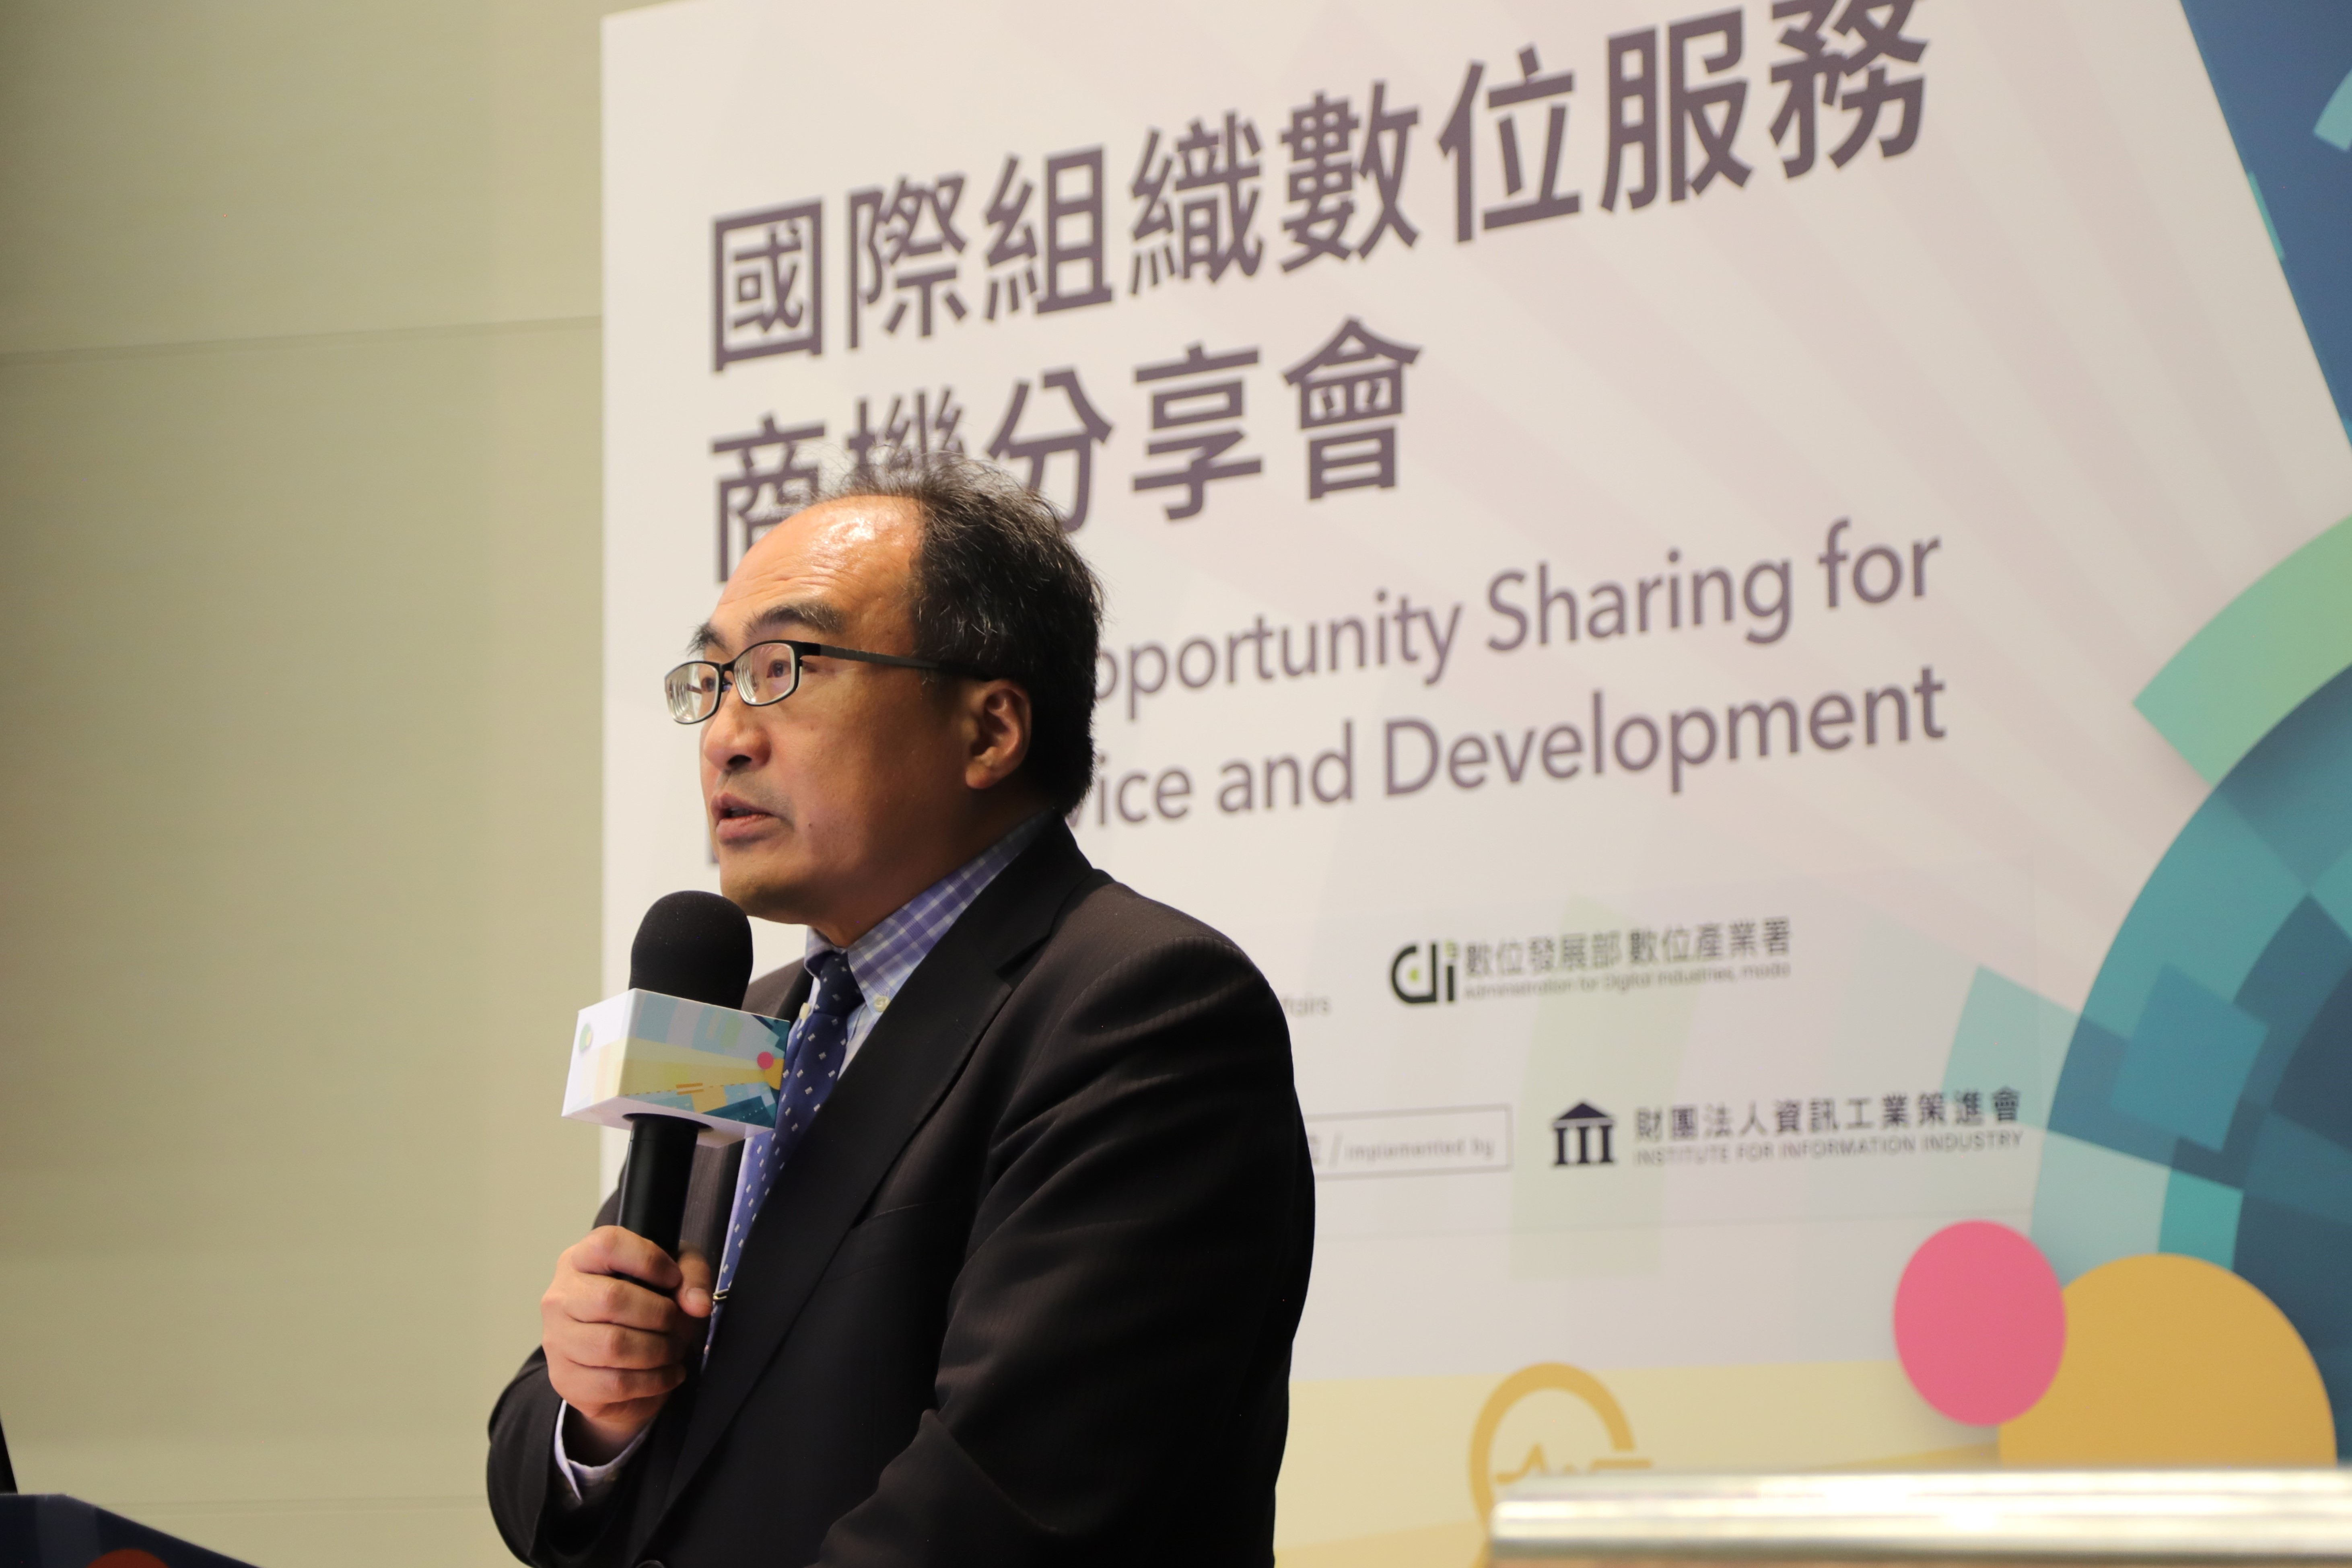 國際組織數位服務
商機分享會
pportunity Sharing for
vice and Development
數位發展部 數位產業署
Administration for Digital Industries, moda
ffairs
/ Implemented by
財團法人資訊工業策進會
INSTITUTE FOR INFORMATION INDUSTRY